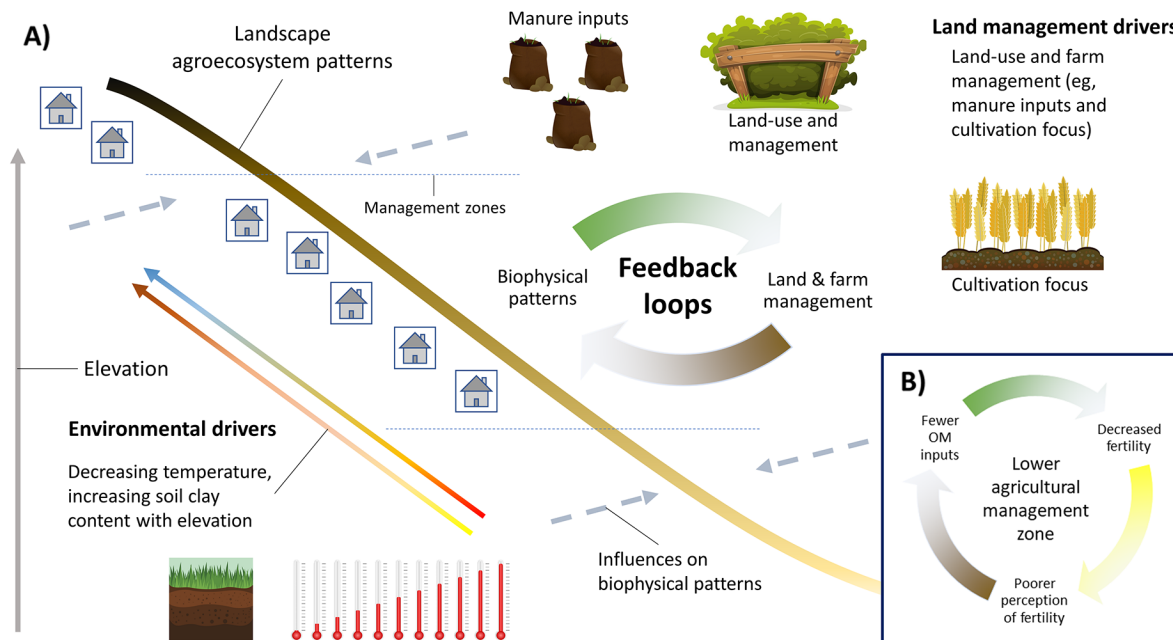 A)
Landscape
agroecosystem patterns
Manure inputs
Land-use and
management
Land management drivers
Land-use and farm
management (eg,
manure inputs and
cultivation focus)
Management zones
Cultivation focus
Biophysical
patterns
Feedback
loops
Land & farm
management
Elevation
Environmental drivers
Decreasing temperature,
increasing soil clay
content with elevation
Influences on
biophysical patterns
B)
Fewer
OM
inputs
Decreased
fertility
Lower
agricultural
management
zone
Poorer
perception
of fertility